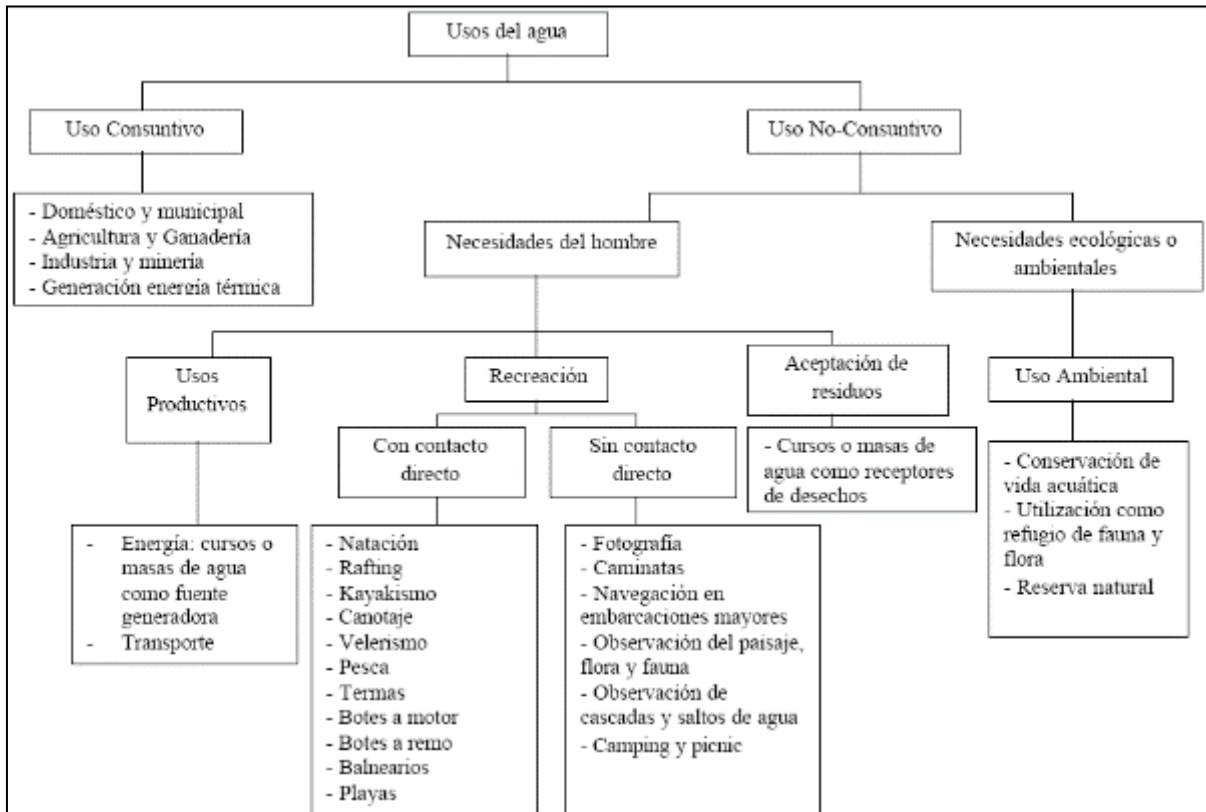 Usos del agua
Uso Consuntivo
Uso No-Consuntivo
- Doméstico y municipal
- Agricultura y Ganadería
- Industria y minería
- Generación energía térmica
Necesidades del hombre
Necesidades ecológicas o
ambientales
Usos
Productivos
Recreación
Aceptación de
residuos
Uso Ambiental
Con contacto
directo
Sin contacto
directo
- Cursos o masas de
agua como receptores
de desechos
- Conservación de
vida acuática
- Utilización como
refugio de fauna y
flora
- Reserva natural
- Energía: cursos o
masas de agua
como fuente
generadora
- Transporte
- Natación
- Rafting
- Kayakismo
- Canotaje
- Velerismo
- Pesca
- Termas
- Botes a motor
- Botes a remo
- Balnearios
- Playas
- Fotografía
- Caminatas
- Navegación en
embarcaciones mayores
- Observación del paisaje,
flora y fauna
- Observación de
cascadas y saltos de agua
- Camping y picnic